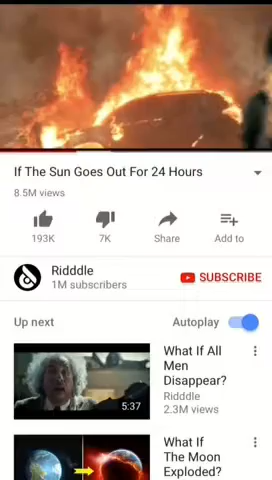 If The Sun Goes Out For 24 Hours
8.5M views
193K
7K
Share
Add to
Ridddle
1M subscribers
SUBSCRIBE
Up next
Autoplay
What If All
Men
Disappear?
Ridddle
2.3M views
5:37
What If
The Moon
Exploded?